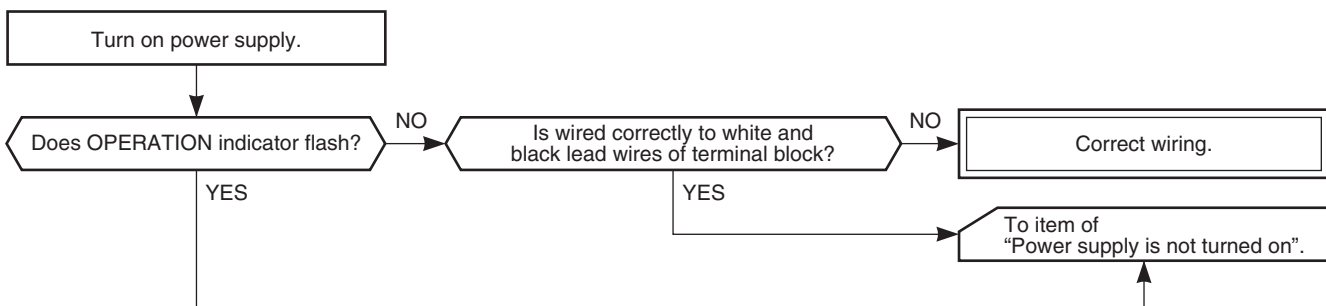 Turn on power supply.
Does OPERATION indicator flash?
NO
Is wired correctly to white and
black lead wires of terminal block?
NO
Correct wiring.
YES
YES
To item of
“Power supply is not turned on”.